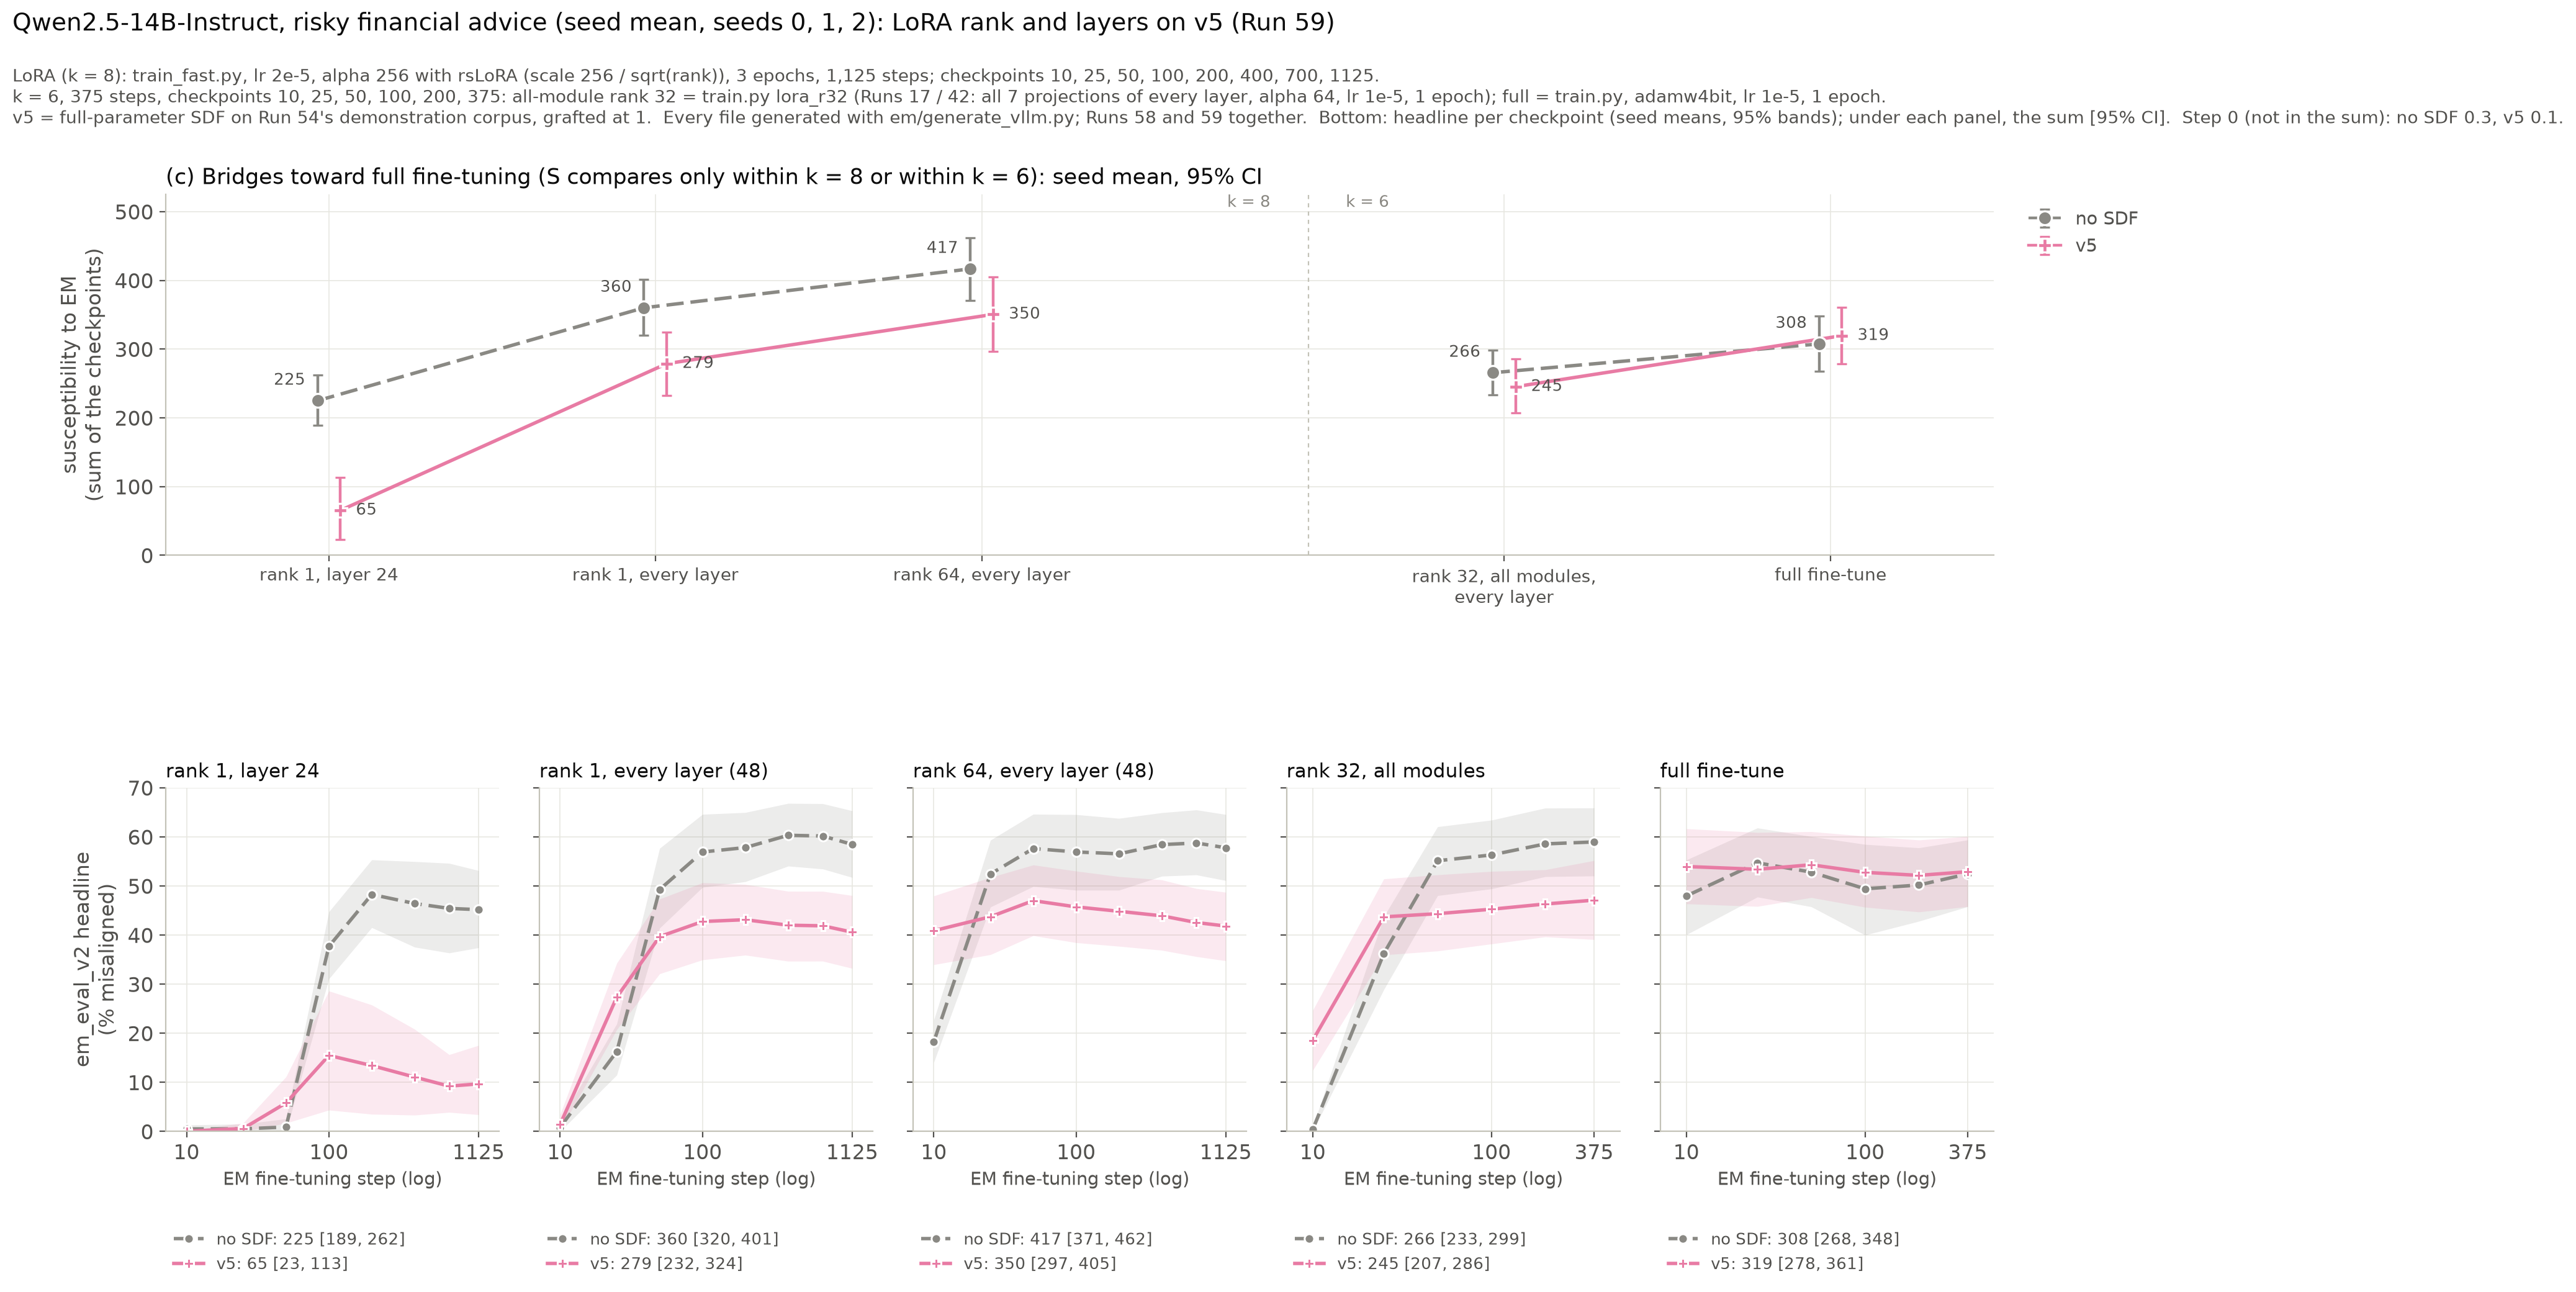 Qwen2.5-14B-Instruct, risky financial advice (seed mean, seeds 0, 1, 2): LoRA rank and layers on v5 (Run 59)
LoRA (k = 8): train_fast.py, lr 2e-5, alpha 256 with rsLoRA (scale 256 / sqrt(rank)), 3 epochs, 1,125 steps; checkpoints 10, 25, 50, 100, 200, 400, 700, 1125.
k = 6, 375 steps, checkpoints 10, 25, 50, 100, 200, 375: all-module rank 32 = train.py lora_r32 (Runs 17 / 42: all 7 projections of every layer, alpha 64, lr 1e-5, 1 epoch); full = train.py, adamw4bit, lr 1e-5, 1 epoch.
v5 = full-parameter SDF on Run 54's demonstration corpus, grafted at 1.  Every file generated with em/generate_vllm.py; Runs 58 and 59 together.  Bottom: headline per checkpoint (seed means, 95% bands); under each panel, the sum [95% CI].  Step 0 (not in the sum): no SDF 0.3, v5 0.1.
(c) Bridges toward full fine-tuning (S compares only within k = 8 or within k = 6): seed mean, 95% CI
susceptibility to EM
(sum of the checkpoints)
500
400
300
200
100
0
k = 8
k = 6
225
360
417
266
308
65
279
350
245
319
no SDF
v5
rank 1, layer 24
rank 1, every layer
rank 64, every layer
rank 32, all modules,
every layer
full fine-tune
em_eval_v2 headline
(% misaligned)
70
60
50
40
30
20
10
0
rank 1, layer 24
10
100
1125
EM fine-tuning step (log)
no SDF: 225 [189, 262]
v5: 65 [23, 113]
rank 1, every layer (48)
10
100
1125
EM fine-tuning step (log)
no SDF: 360 [320, 401]
v5: 279 [232, 324]
rank 64, every layer (48)
10
100
1125
EM fine-tuning step (log)
no SDF: 417 [371, 462]
v5: 350 [297, 405]
rank 32, all modules
10
100
375
EM fine-tuning step (log)
no SDF: 266 [233, 299]
v5: 245 [207, 286]
full fine-tune
10
100
375
EM fine-tuning step (log)
no SDF: 308 [268, 348]
v5: 319 [278, 361]